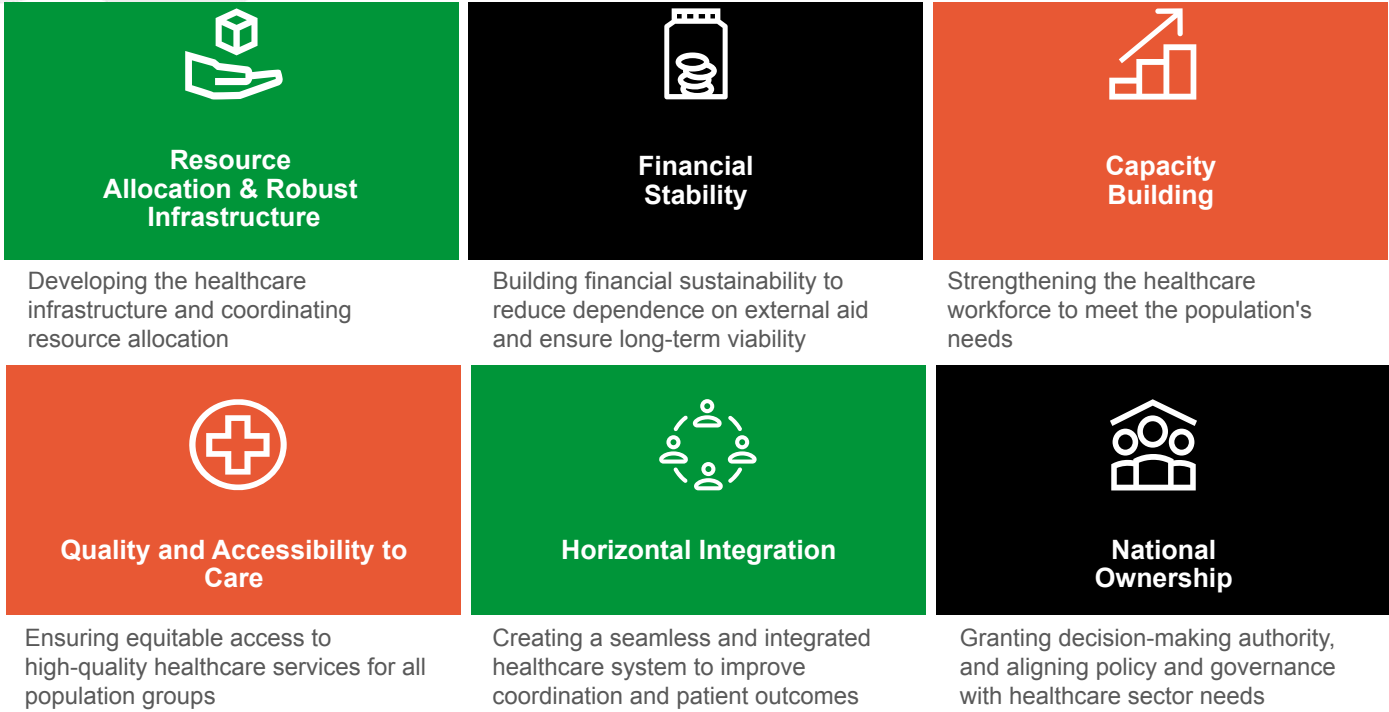 Resource
Allocation & Robust
Infrastructure
Developing the healthcare
infrastructure and coordinating
resource allocation
Financial
Stability
Building financial sustainability to
reduce dependence on external aid
and ensure long-term viability
Capacity
Building
Strengthening the healthcare
workforce to meet the population's
needs
Quality and Accessibility to
Care
Ensuring equitable access to
high-quality healthcare services for all
population groups
Horizontal Integration
Creating a seamless and integrated
healthcare system to improve
coordination and patient outcomes
National
Ownership
Granting decision-making authority,
and aligning policy and governance
with healthcare sector needs